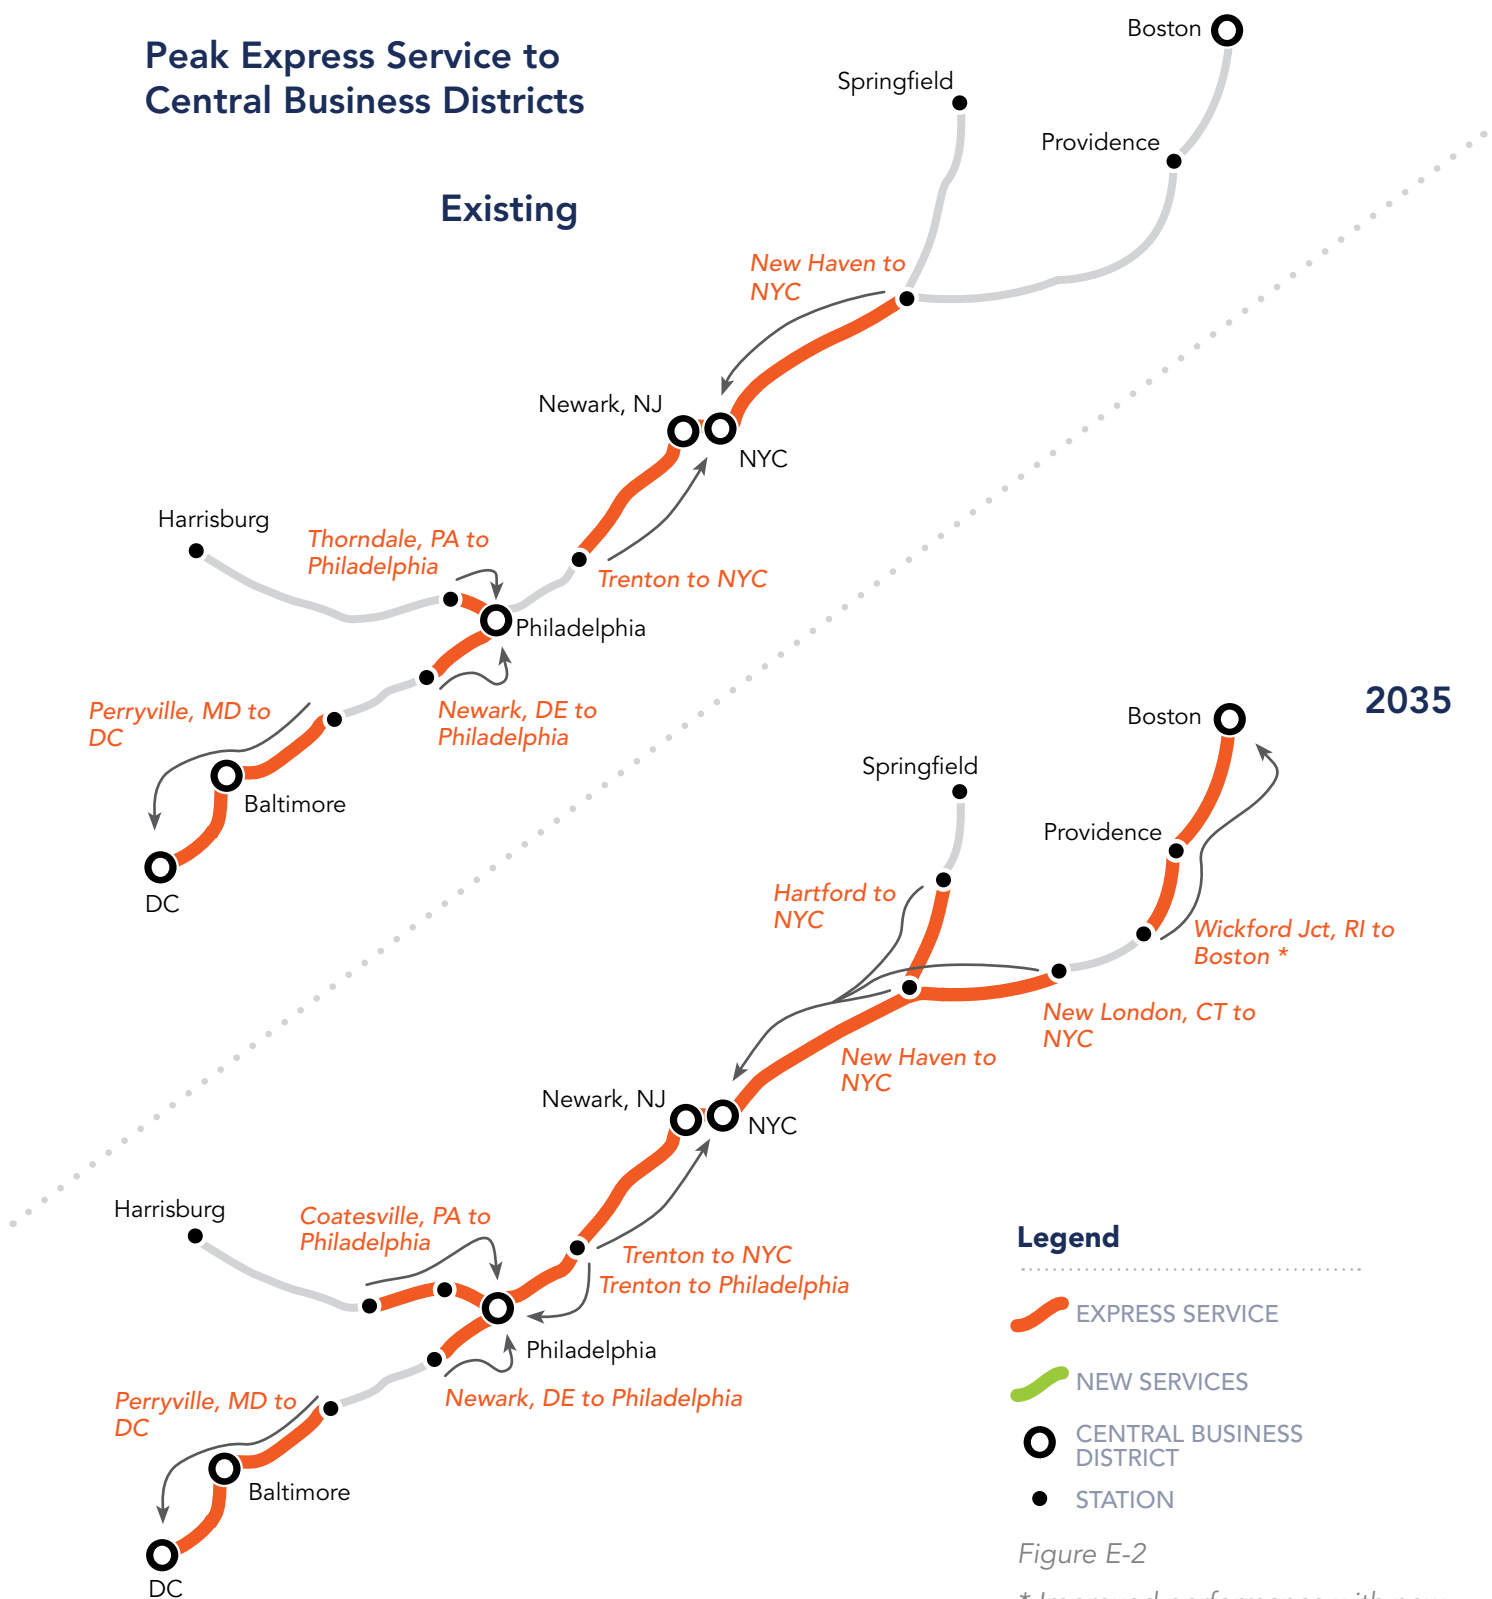 Peak Express Service to
Central Business Districts
Existing
Boston
Springfield
Providence
New Haven to
NYC
Newark, NJ
NYC
Harrisburg
Thorndale, PA to
Philadelphia
Trenton to NYC
Philadelphia
Perryville, MD to
DC
Newark, DE to
Philadelphia
Baltimore
DC
2035
Boston
Springfield
Providence
Hartford to
NYC
Wickford Jct, RI to
Boston *
New London, CT to
NYC
New Haven to
NYC
Newark, NJ
NYC
Harrisburg
Coatesville, PA to
Philadelphia
Trenton to NYC
Trenton to Philadelphia
Philadelphia
Newark, DE to Philadelphia
Perryville, MD to
DC
Baltimore
DC
Legend
EXPRESS SERVICE
NEW SERVICES
CENTRAL BUSINESS
DISTRICT
STATION
Figure E-2
* Improved performance with new